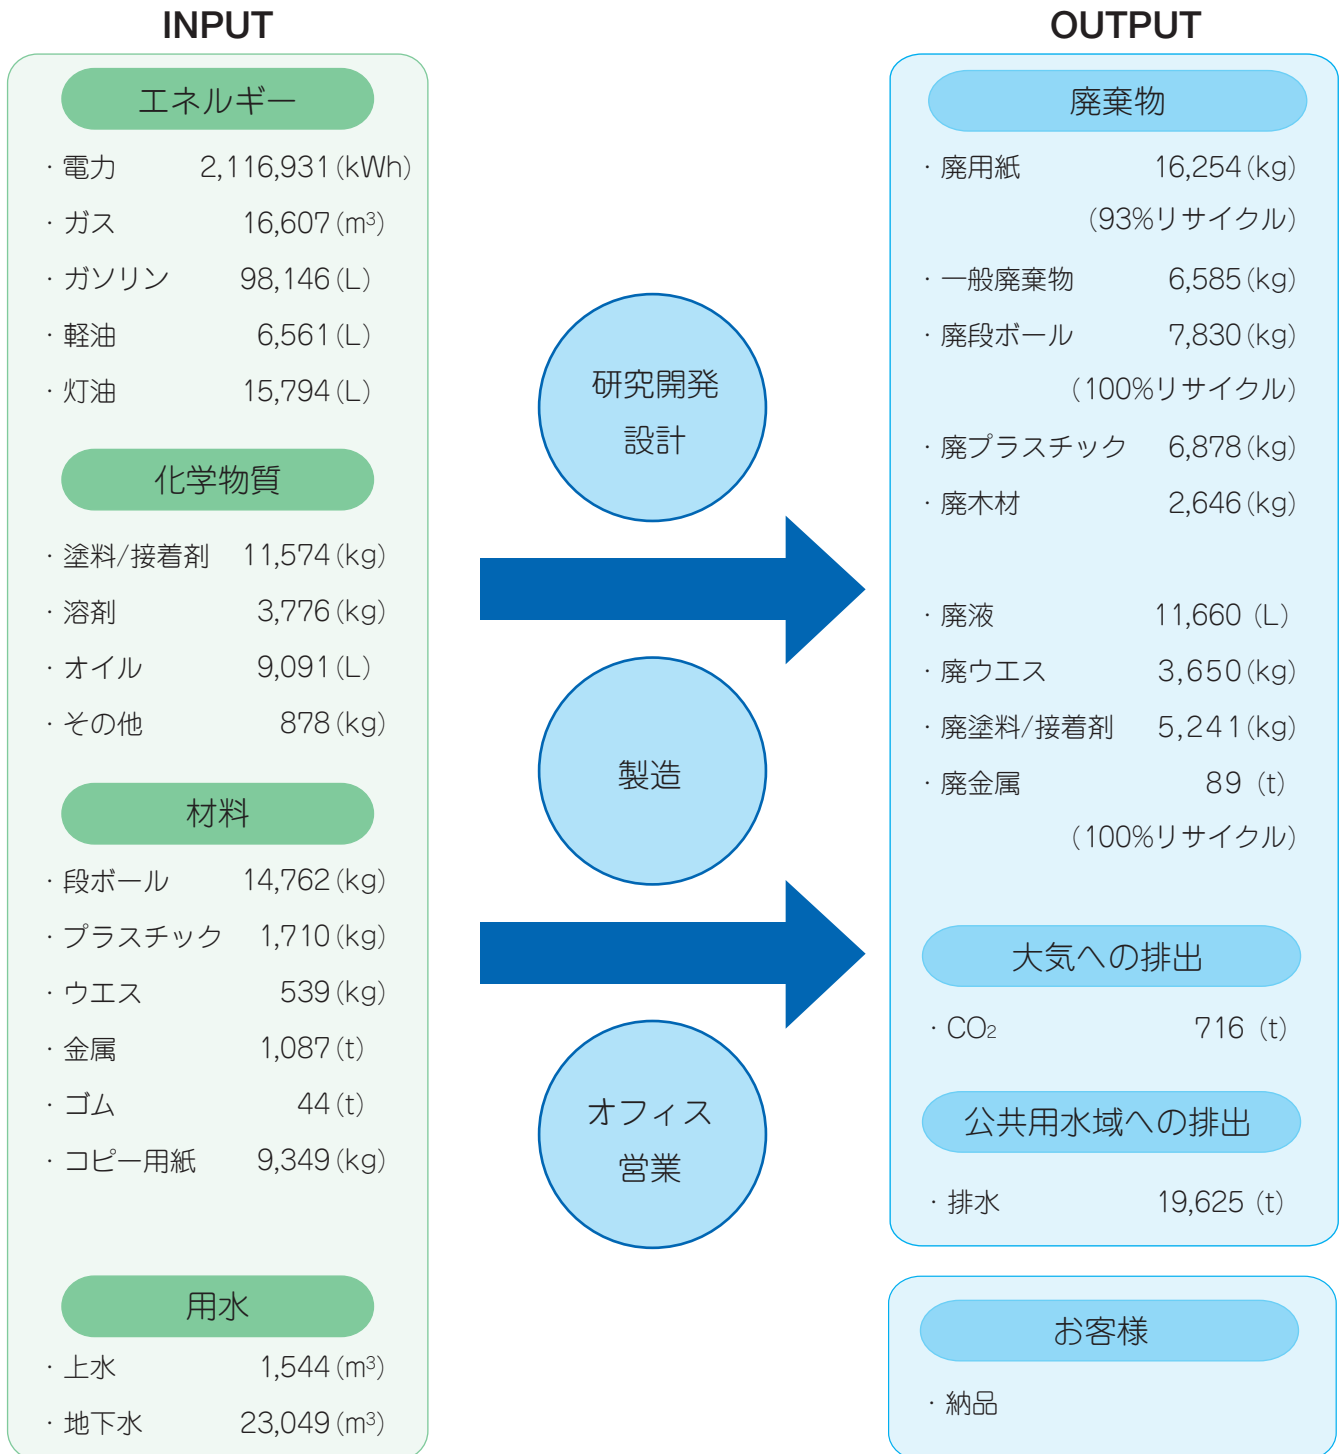 INPUT
エネルギー
・電力 2,116,931(kWh)
・ガス 16,607(m³)
・ガソリン 98,146(L)
・軽油 6,561(L)
・灯油 15,794(L)
化学物質
・塗料/接着剤 11,574(kg)
・溶剤 3,776(kg)
・オイル 9,091(L)
・その他 878(kg)
材料
・段ボール 14,762(kg)
・プラスチック 1,710(kg)
・ウエス 539(kg)
・金属 1,087(t)
・ゴム 44(t)
・コピー用紙 9,349(kg)
用水
・上水 1,544(m³)
・地下水 23,049(m³)
研究開発
設計
製造
オフィス
営業
OUTPUT
廃棄物
・廃用紙 16,254(kg)
(93%リサイクル)
・一般廃棄物 6,585(kg)
・廃段ボール 7,830(kg)
(100%リサイクル)
・廃プラスチック 6,878(kg)
・廃木材 2,646(kg)
・廃液 11,660 (L)
・廃ウエス 3,650(kg)
・廃塗料/接着剤 5,241(kg)
・廃金属 89 (t)
(100%リサイクル)
大気への排出
・CO₂ 716 (t)
公共用水域への排出
・排水 19,625 (t)
お客様
・納品